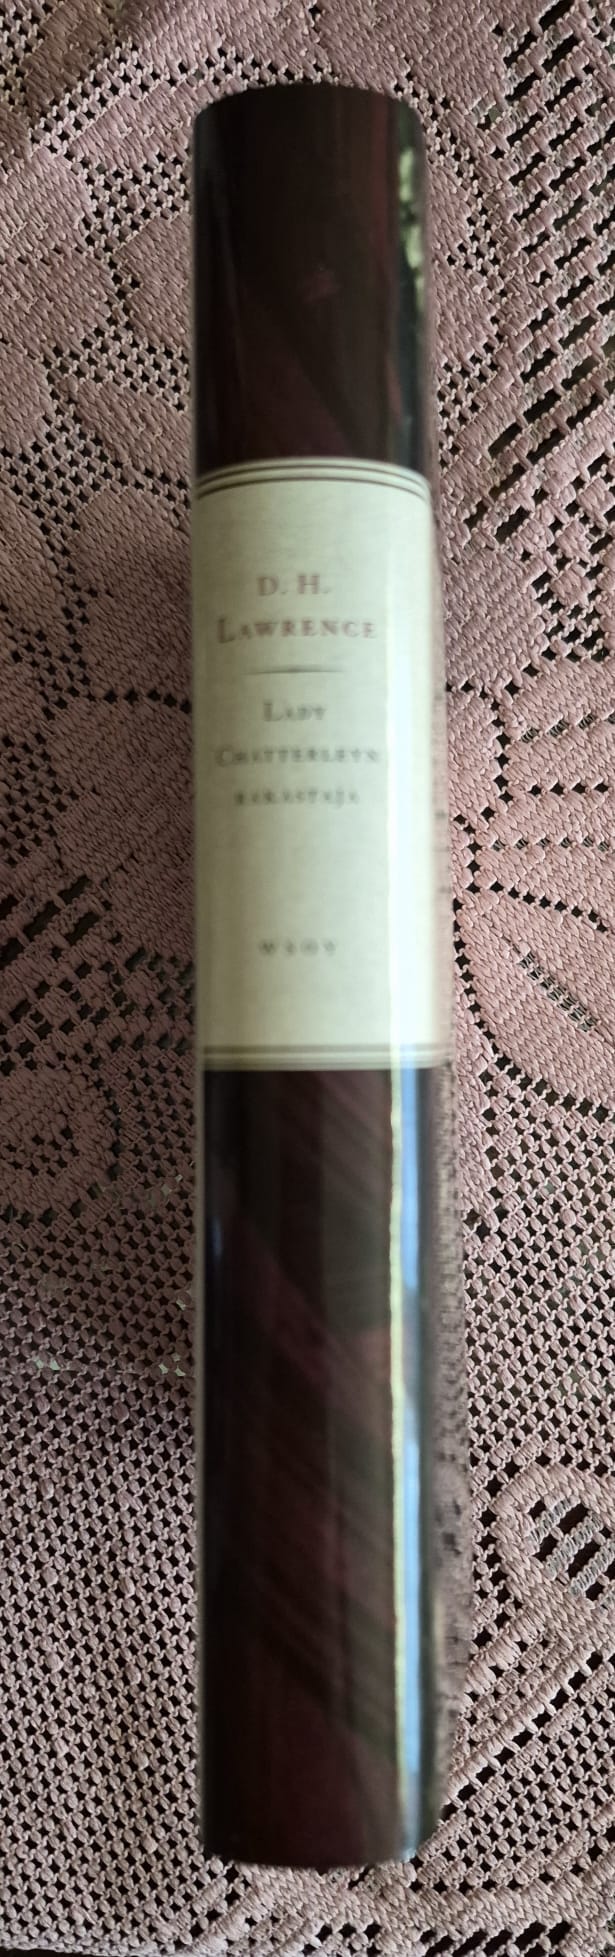 D. H.
LAWRENCE
LADY
CHATTERLEYN
RAKASTAJA
WSOY